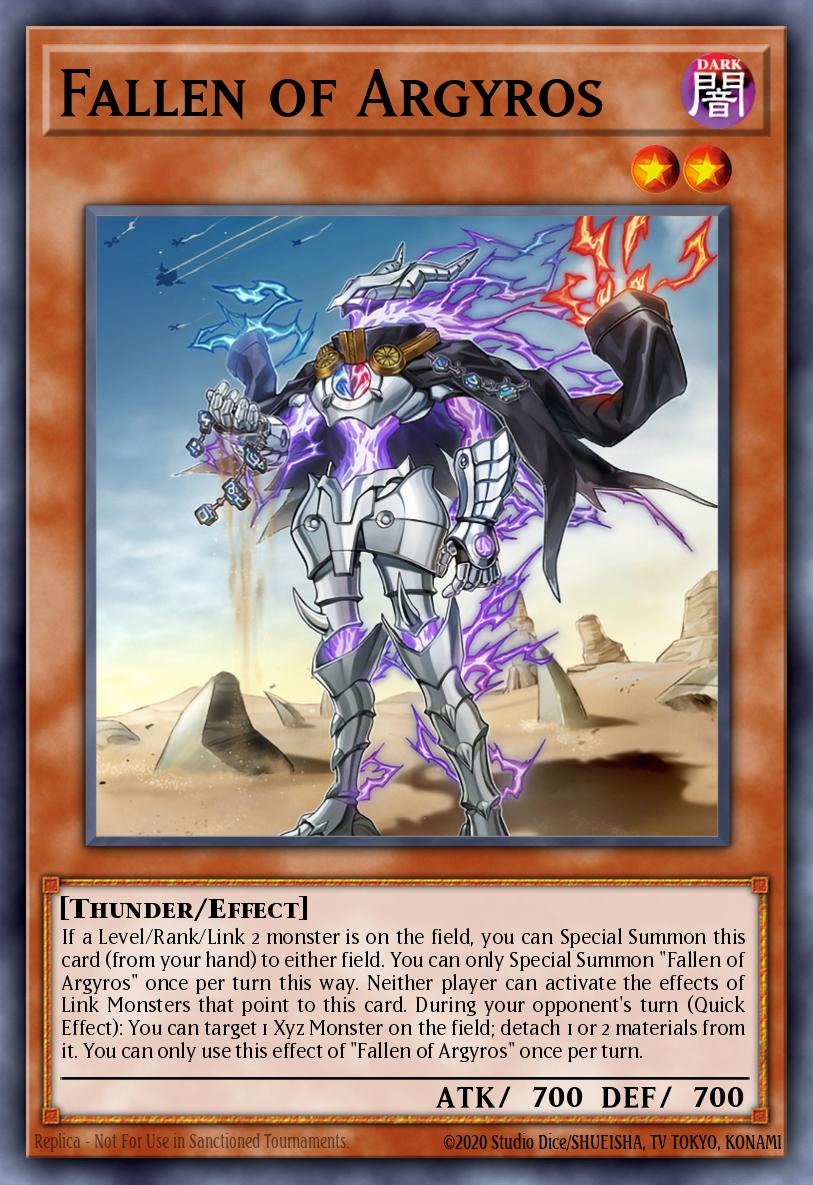 Fallen of Argyros
DARK
闇
[Thunder/Effect]
If a Level/Rank/Link 2 monster is on the field, you can Special Summon this
card (from your hand) to either field. You can only Special Summon "Fallen of
Argyros" once per turn this way. Neither player can activate the effects of
Link Monsters that point to this card. During your opponent's turn (Quick
Effect): You can target 1 Xyz Monster on the field; detach 1 or 2 materials from
it. You can only use this effect of "Fallen of Argyros" once per turn.
ATK/ 700 DEF/ 700
Replica - Not For Use in Sanctioned Tournaments.
©2020 Studio Dice/SHUEISHA, TV TOKYO, KONAMI